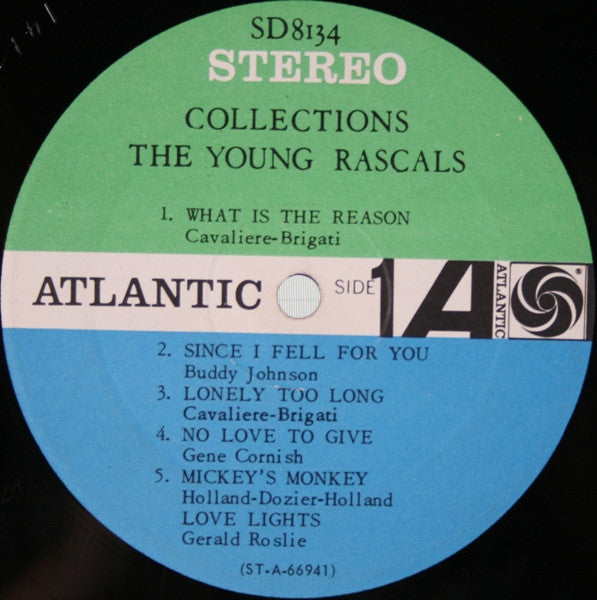 SD8134
STEREO
COLLECTIONS
THE YOUNG RASCALS
1. WHAT IS THE REASON
Cavaliere-Brigati
ATLANTIC SIDE 1 A ATLANTIC ®
2. SINCE I FELL FOR YOU
Buddy Johnson
3. LONELY TOO LONG
Cavaliere-Brigati
4. NO LOVE TO GIVE
Gene Cornish
5. MICKEY'S MONKEY
Holland-Dozier-Holland
LOVE LIGHTS
Gerald Roslie
(ST-A-66941)